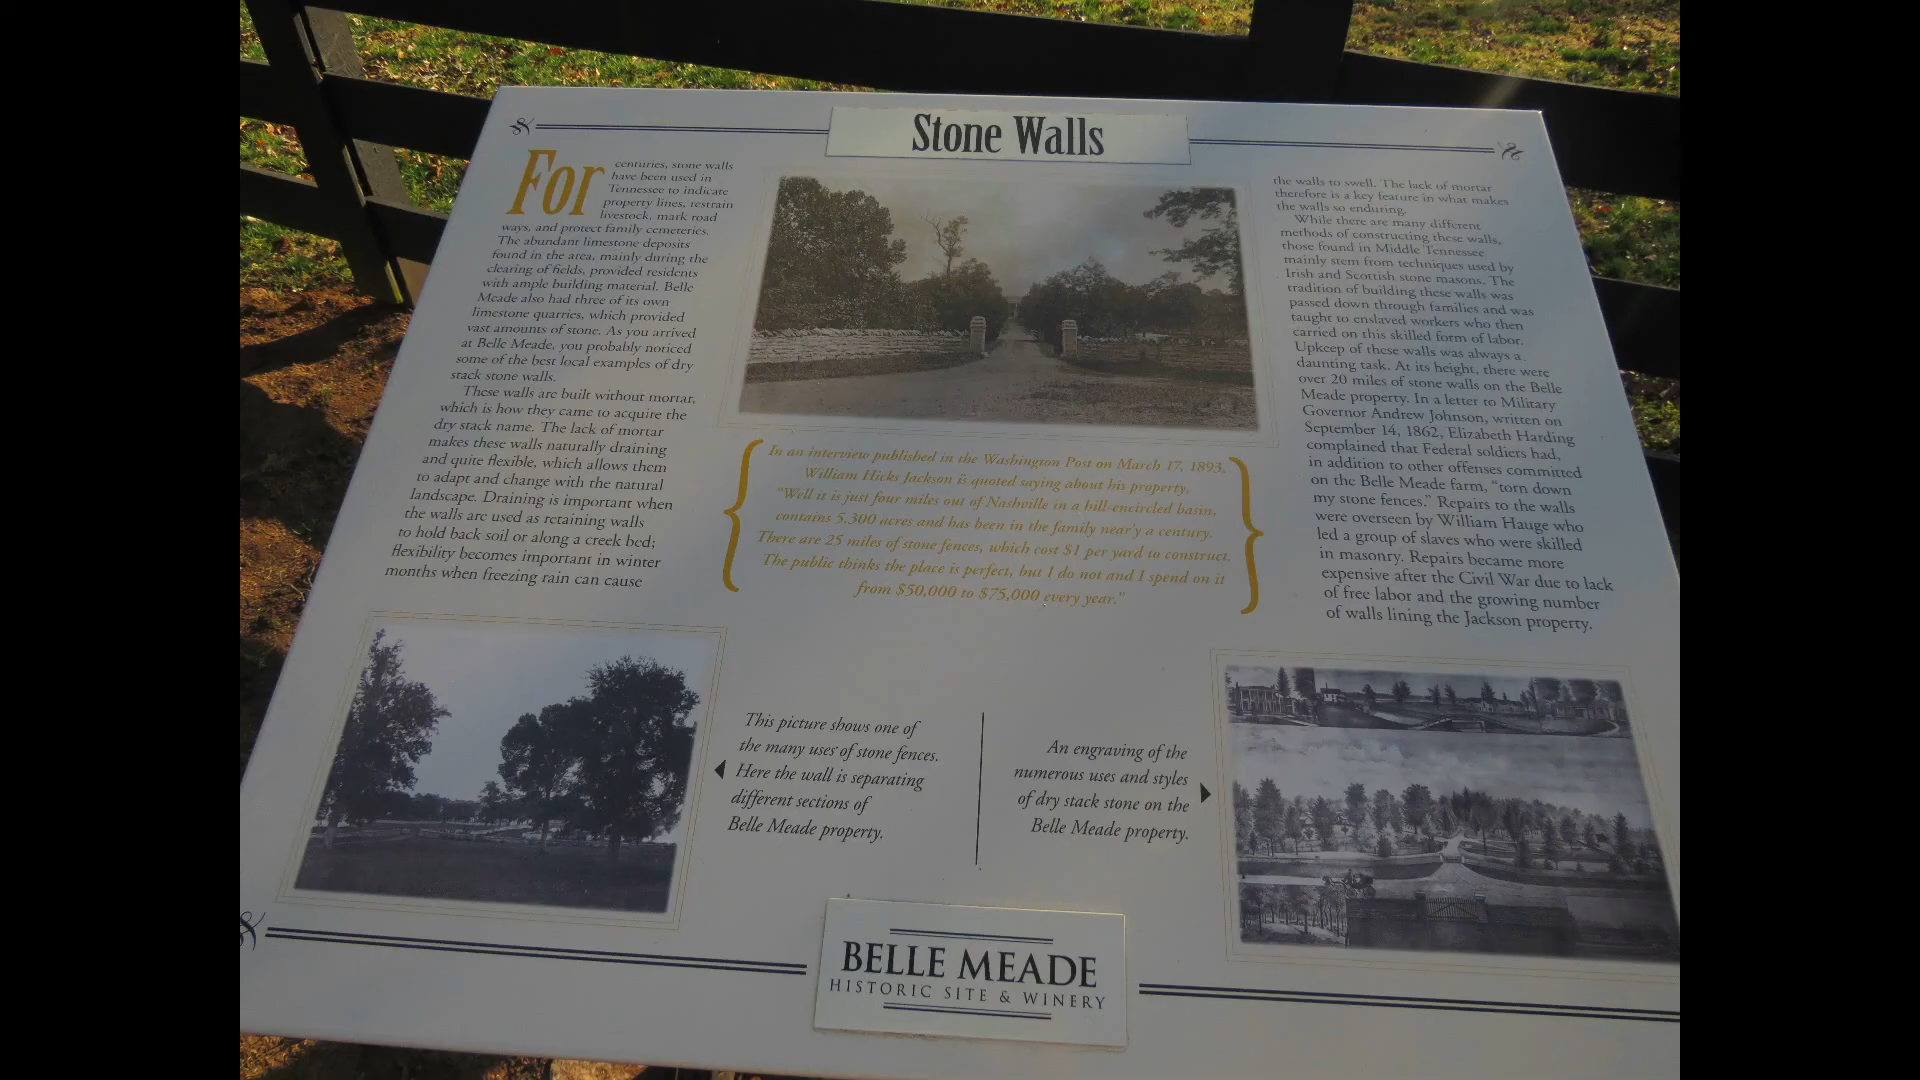 Stone Walls
For centuries, stone walls
have been used in
Tennessee to indicate
property lines, restrain
livestock, mark road
ways, and protect family cemeteries.
The abundant limestone deposits
found in the area, mainly during the
clearing of fields, provided residents
with ample building material. Belle
Meade also had three of its own
limestone quarries, which provided
vast amounts of stone. As you arrived
at Belle Meade, you probably noticed
some of the best local examples of dry
stack stone walls.
These walls are built without mortar,
which is how they came to acquire the
dry stack name. The lack of mortar
makes these walls naturally draining
and quite flexible, which allows them
to adapt and change with the natural
landscape. Draining is important when
the walls are used as retaining walls
to hold back soil or along a creek bed;
flexibility becomes important in winter
months when freezing rain can cause
the walls to swell. The lack of mortar
therefore is a key feature in what makes
the walls so enduring.
While there are many different
methods of constructing these walls,
those found in Middle Tennessee
mainly stem from techniques used by
Irish and Scottish stone masons. The
tradition of building these walls was
passed down through families and was
taught to enslaved workers who then
carried on this skilled form of labor.
Upkeep of these walls was always a
daunting task. At its height, there were
over 20 miles of stone walls on the Belle
Meade property. In a letter to Military
Governor Andrew Johnson, written on
September 14, 1862, Elizabeth Harding
complained that Federal soldiers had,
in addition to other offenses committed
on the Belle Meade farm, "torn down
my stone fences." Repairs to the walls
were overseen by William Hauge who
led a group of slaves who were skilled
in masonry. Repairs became more
expensive after the Civil War due to lack
of free labor and the growing number
of walls lining the Jackson property.
In an interview published in the Washington Post on March 17, 1893,
William Hicks Jackson is quoted saying about his property,
"Well it is just four miles out of Nashville in a hill-encircled basin,
contains 5,300 acres and has been in the family near'y a century.
There are 25 miles of stone fences, which cost $1 per yard to construct.
The public thinks the place is perfect, but I do not and I spend on it
from $50,000 to $75,000 every year."
This picture shows one of
the many uses of stone fences.
Here the wall is separating
different sections of
Belle Meade property.
An engraving of the
numerous uses and styles
of dry stack stone on the
Belle Meade property.
BELLE MEADE
HISTORIC SITE & WINERY